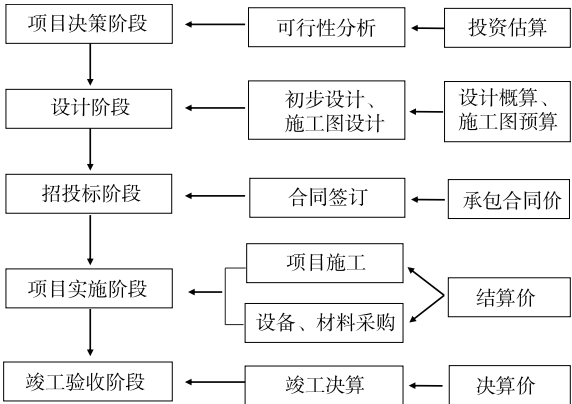 项目决策阶段
可行性分析
投资估算
设计阶段
初步设计、
施工图设计
设计概算、
施工图预算
招投标阶段
合同签订
承包合同价
项目实施阶段
项目施工
设备、材料采购
结算价
竣工验收阶段
竣工决算
决算价